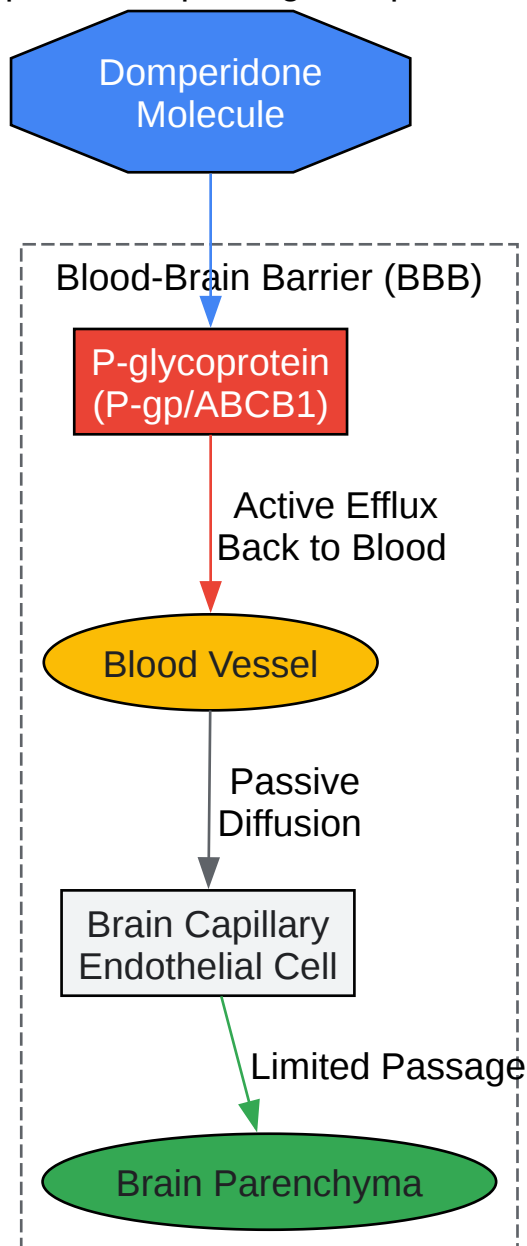 Domperidone
Molecule
Blood-Brain Barrier (BBB)
P-glycoprotein
(P-gp/ABCB1)
Active Efflux
Back to Blood
Blood Vessel
Passive
Diffusion
Brain Capillary
Endothelial Cell
Limited Passage
Brain Parenchyma